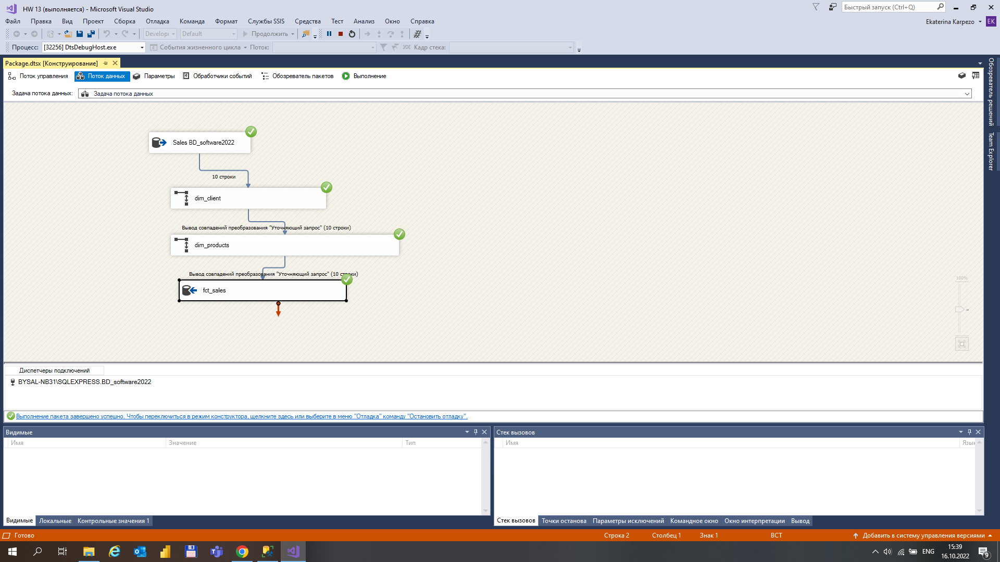 HW 13 (выполняется) - Microsoft Visual Studio
Быстрый запуск (Ctrl+Q)
Файл Правка Вид Проект Сборка Отладка Команда Формат Службы SSIS Средства Тест Анализ Окно Справка
Ekaterina Karpezo EK
Developi Default Продолжить
Процесс: [32256] DtsDebugHost.exe События жизненного цикла Поток: Кадр стека:
Package.dtsx [Конструирование]
Поток управления Поток данных Параметры Обработчики событий Обозреватель пакетов Выполнение
Задача потока данных: Задача потока данных
Обозреватель решений
Team Explorer
Sales BD_software2022
10 строки
dim_client
Вывод совпадений преобразования "Уточняющий запрос" (10 строки)
dim_products
Вывод совпадений преобразования "Уточняющий запрос" (10 строки)
fct_sales
100%
Диспетчеры подключений
BYSAL-NB31\SQLEXPRESS.BD_software2022
Выполнение пакета завершено успешно. Чтобы переключиться в режим конструктора, щелкните здесь или выберите в меню "Отладка" команду "Остановить отладку".
Видимые
Имя Значение Тип
Стек вызовов
Имя Язык
Видимые Локальные Контрольные значения 1
Стек вызовов Точки останова Параметры исключений Командное окно Окно интерпретации Вывод
Готово Строка 2 Столбец 1 Знак 1 ВСТ Добавить в систему управления версиями
ENG
15:39
16.10.2022
9